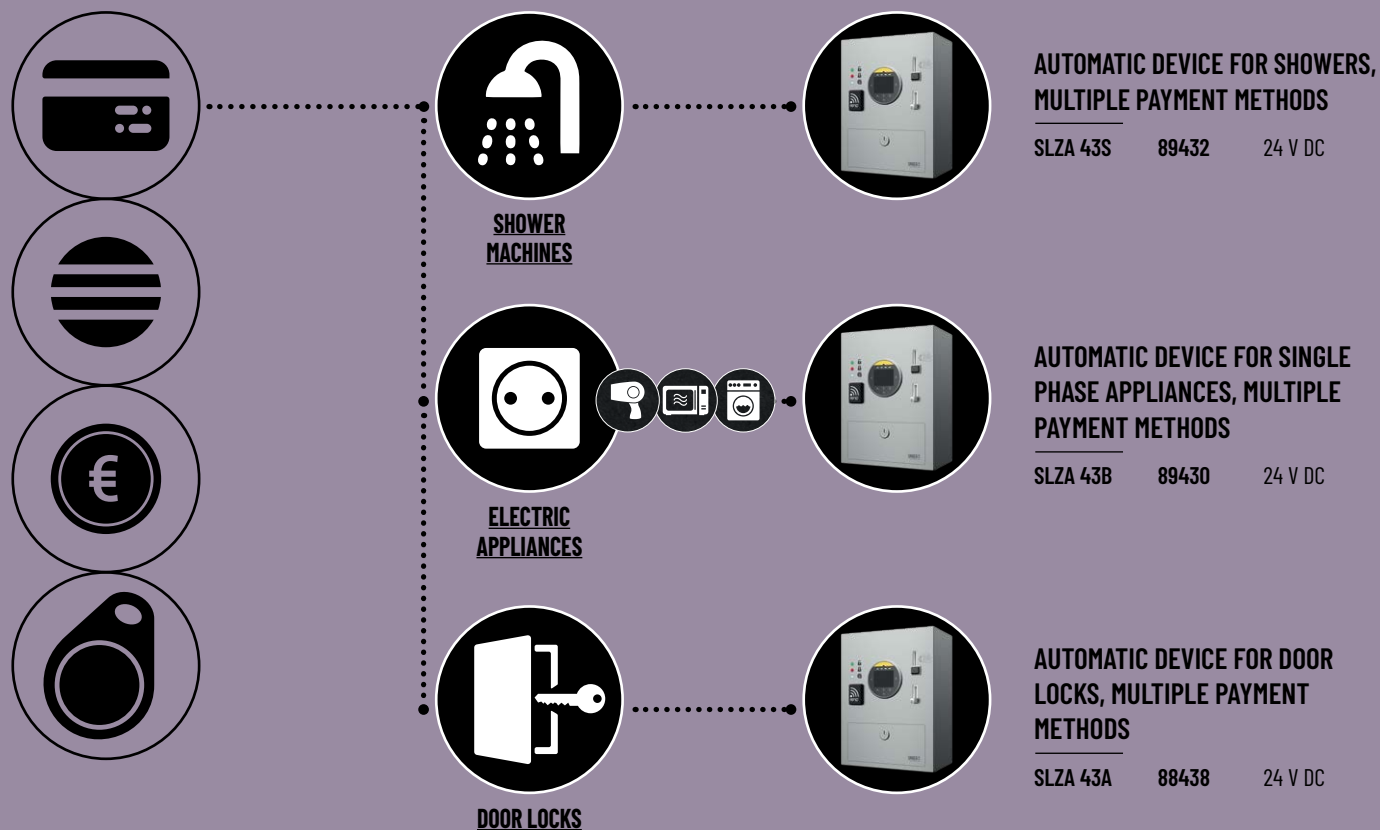 AUTOMATIC DEVICE FOR SHOWERS,
MULTIPLE PAYMENT METHODS
SLZA 43S 89432 24 V DC
SHOWER
MACHINES
€
AUTOMATIC DEVICE FOR SINGLE
PHASE APPLIANCES, MULTIPLE
PAYMENT METHODS
SLZA 43B 89430 24 V DC
ELECTRIC
APPLIANCES
AUTOMATIC DEVICE FOR DOOR
LOCKS, MULTIPLE PAYMENT
METHODS
SLZA 43A 88438 24 V DC
DOOR LOCKS